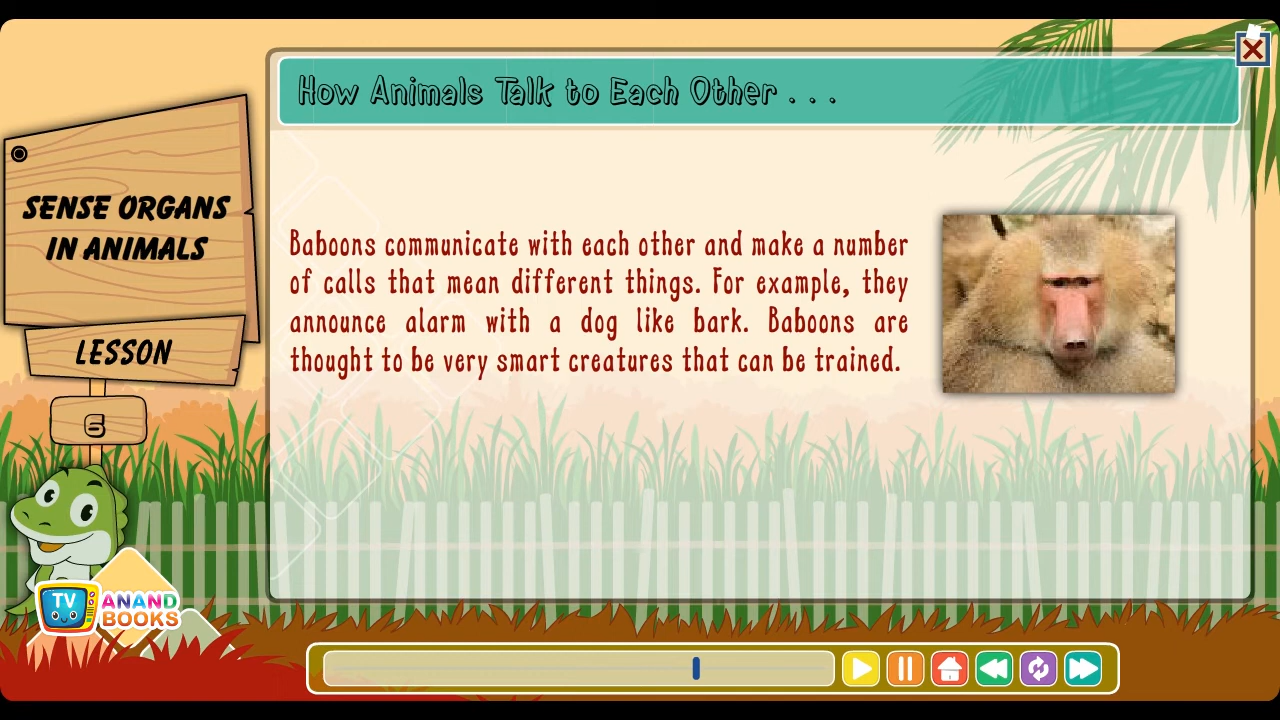 How Animals Talk to Each Other . . .
SENSE ORGANS
IN ANIMALS
LESSON
6
Baboons communicate with each other and make a number
of calls that mean different things. For example, they
announce alarm with a dog like bark. Baboons are
thought to be very smart creatures that can be trained.
TV
ANAND
BOOKS